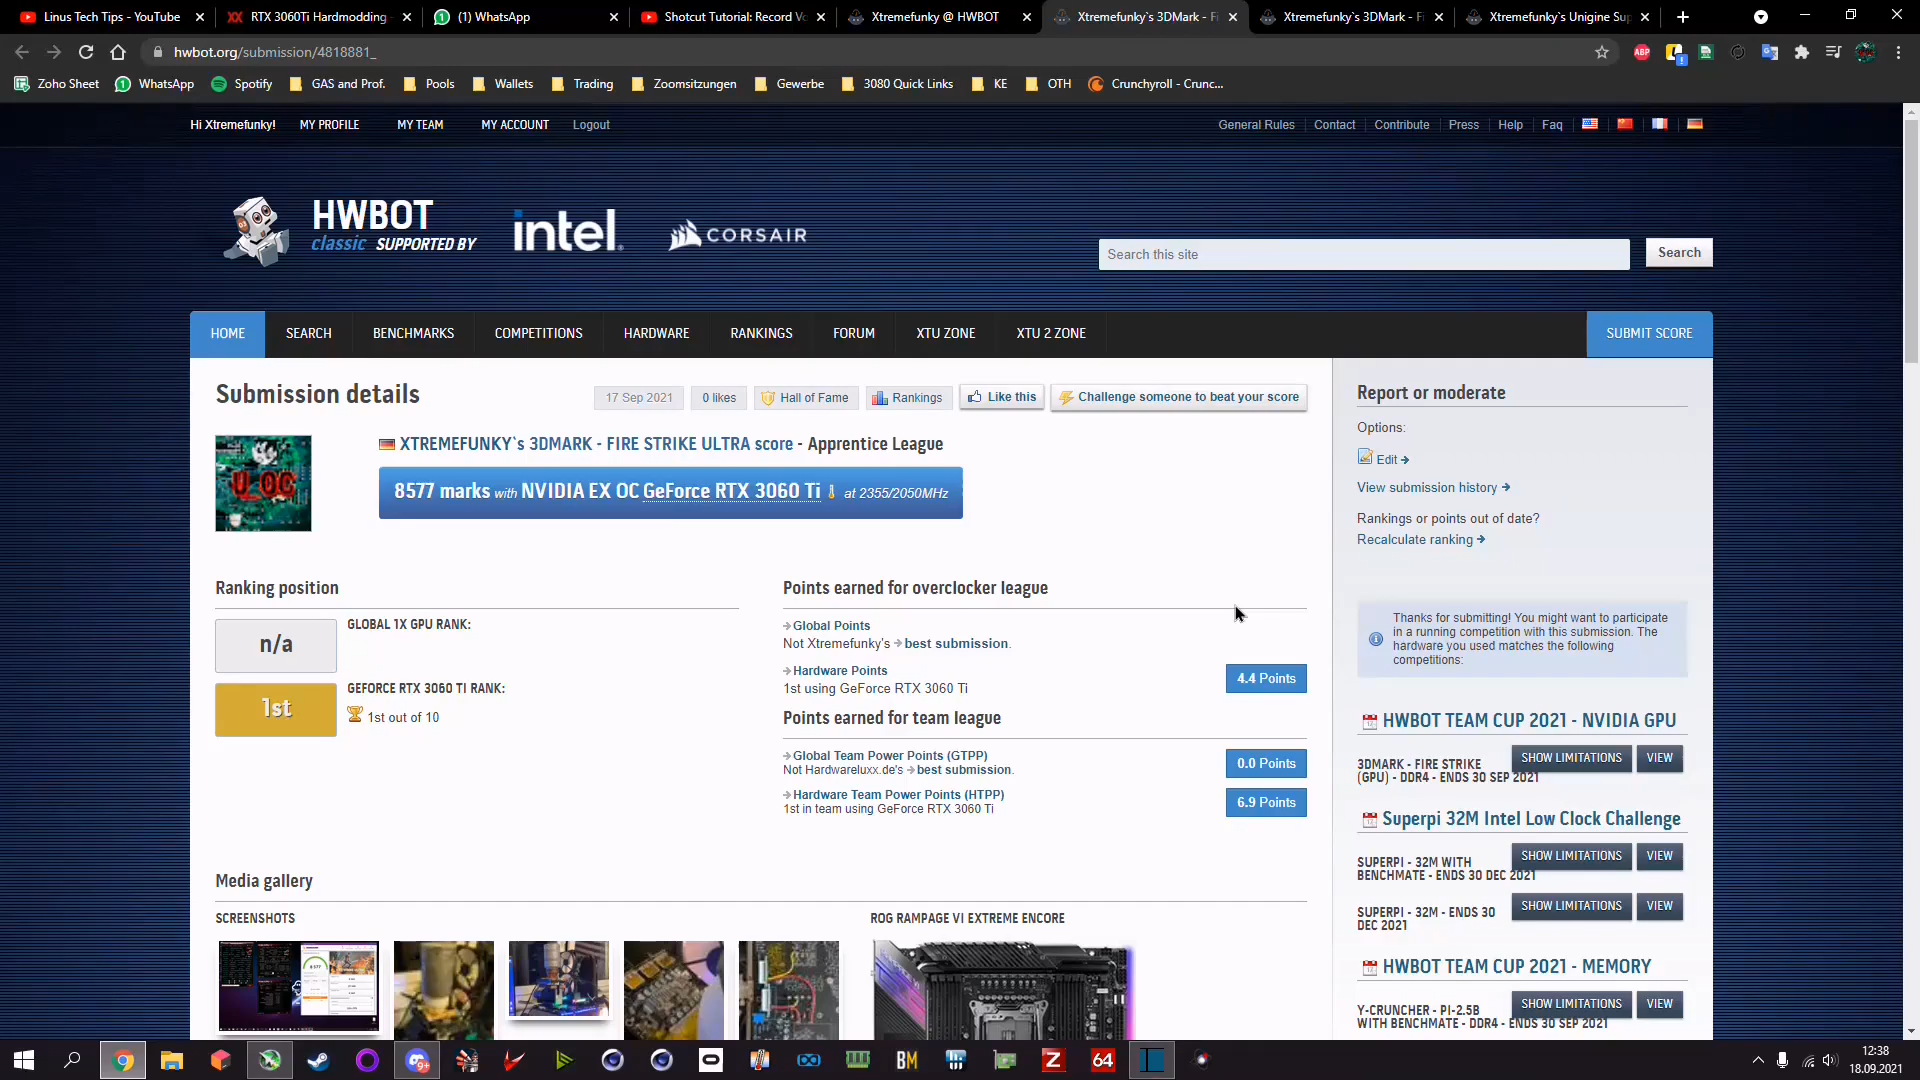 Linus Tech Tips - YouTube
RTX 3060Ti Hardmodding
(1) WhatsApp
Shotcut Tutorial: Record Vo
Xtremefunky @ HWBOT
Xtremefunky`s 3DMark - Fi
Xtremefunky`s 3DMark - F
Xtremefunky`s Unigine Sup
hwbot.org/submission/4818881_
ABP
Zoho Sheet
WhatsApp
Spotify
GAS and Prof.
Pools
Wallets
Trading
Zoomsitzungen
Gewerbe
3080 Quick Links
KE
OTH
Crunchyroll - Crunc...
Hi Xtremefunky!
MY PROFILE
MY TEAM
MY ACCOUNT
Logout
General Rules
Contact
Contribute
Press
Help
Faq
HWBOT
classic SUPPORTED BY
intel.
CORSAIR
Search this site
Search
HOME
SEARCH
BENCHMARKS
COMPETITIONS
HARDWARE
RANKINGS
FORUM
XTU ZONE
XTU 2 ZONE
SUBMIT SCORE
Submission details
17 Sep 2021
0 likes
Hall of Fame
Rankings
Like this
Challenge someone to beat your score
U_OC
XTREMEFUNKY`s 3DMARK - FIRE STRIKE ULTRA score - Apprentice League
8577 marks with NVIDIA EX OC GeForce RTX 3060 Ti at 2355/2050MHz
Ranking position
n/a
GLOBAL 1X GPU RANK:
1st
GEFORCE RTX 3060 TI RANK:
1st out of 10
Points earned for overclocker league
Global Points
Not Xtremefunky's best submission.
Hardware Points
1st using GeForce RTX 3060 Ti
4.4 Points
Points earned for team league
Global Team Power Points (GTPP)
Not Hardwareluxx.de's best submission.
0.0 Points
Hardware Team Power Points (HTPP)
1st in team using GeForce RTX 3060 Ti
6.9 Points
Media gallery
SCREENSHOTS
ROG RAMPAGE VI EXTREME ENCORE
Report or moderate
Options:
Edit
View submission history
Rankings or points out of date?
Recalculate ranking
Thanks for submitting! You might want to participate
in a running competition with this submission. The
hardware you used matches the following
competitions:
HWBOT TEAM CUP 2021 - NVIDIA GPU
3DMARK - FIRE STRIKE
(GPU) - DDR4 - ENDS 30 SEP 2021
SHOW LIMITATIONS
VIEW
Superpi 32M Intel Low Clock Challenge
SUPERPI - 32M WITH
BENCHMATE - ENDS 30 DEC 2021
SHOW LIMITATIONS
VIEW
SUPERPI - 32M - ENDS 30
DEC 2021
SHOW LIMITATIONS
VIEW
HWBOT TEAM CUP 2021 - MEMORY
Y-CRUNCHER - PI-2.5B
WITH BENCHMATE - DDR4 - ENDS 30 SEP 2021
SHOW LIMITATIONS
VIEW
9+
BM
Z
64
12:38
18.09.2021